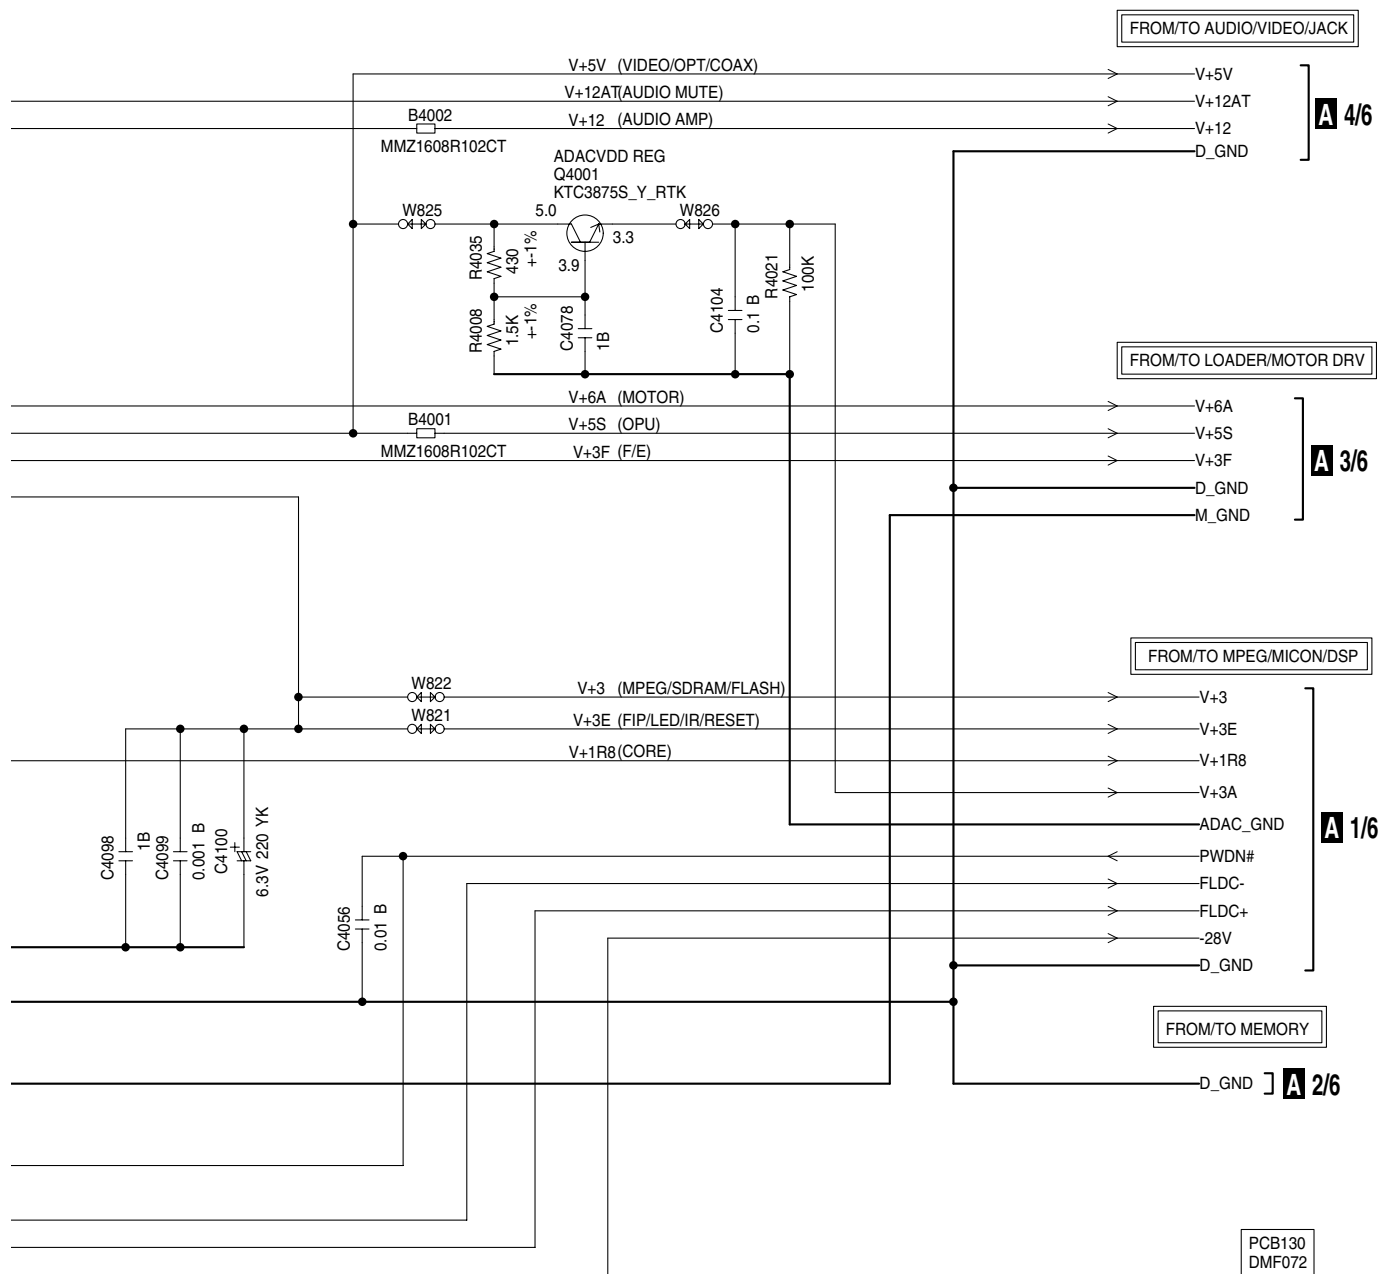 FROM/TO AUDIO/VIDEO/JACK
V+5V (VIDEO/OPT/COAX)
V+5V
V+12AT(AUDIO MUTE)
V+12AT
B4002
V+12 (AUDIO AMP)
V+12
A 4/6
MMZ1608R102CT
D_GND
ADACVDD REG
Q4001
KTC3875S_Y_RTK
W825
5.0
W826
3.3
3.9
R4035
430
+-1%
R4008
1.5K
+-1%
C4078
1B
C4104
0.1 B
R4021
100K
FROM/TO LOADER/MOTOR DRV
V+6A (MOTOR)
V+6A
B4001
V+5S (OPU)
V+5S
MMZ1608R102CT
V+3F (F/E)
V+3F
A 3/6
D_GND
M_GND
FROM/TO MPEG/MICON/DSP
W822
V+3 (MPEG/SDRAM/FLASH)
V+3
W821
V+3E (FIP/LED/IR/RESET)
V+3E
V+1R8(CORE)
V+1R8
V+3A
ADAC_GND
A 1/6
C4098
1B
C4099
0.001 B
C4100
+
6.3V 220 YK
PWDN#
FLDC-
C4056
0.01 B
FLDC+
-28V
D_GND
FROM/TO MEMORY
D_GND
A 2/6
PCB130
DMF072